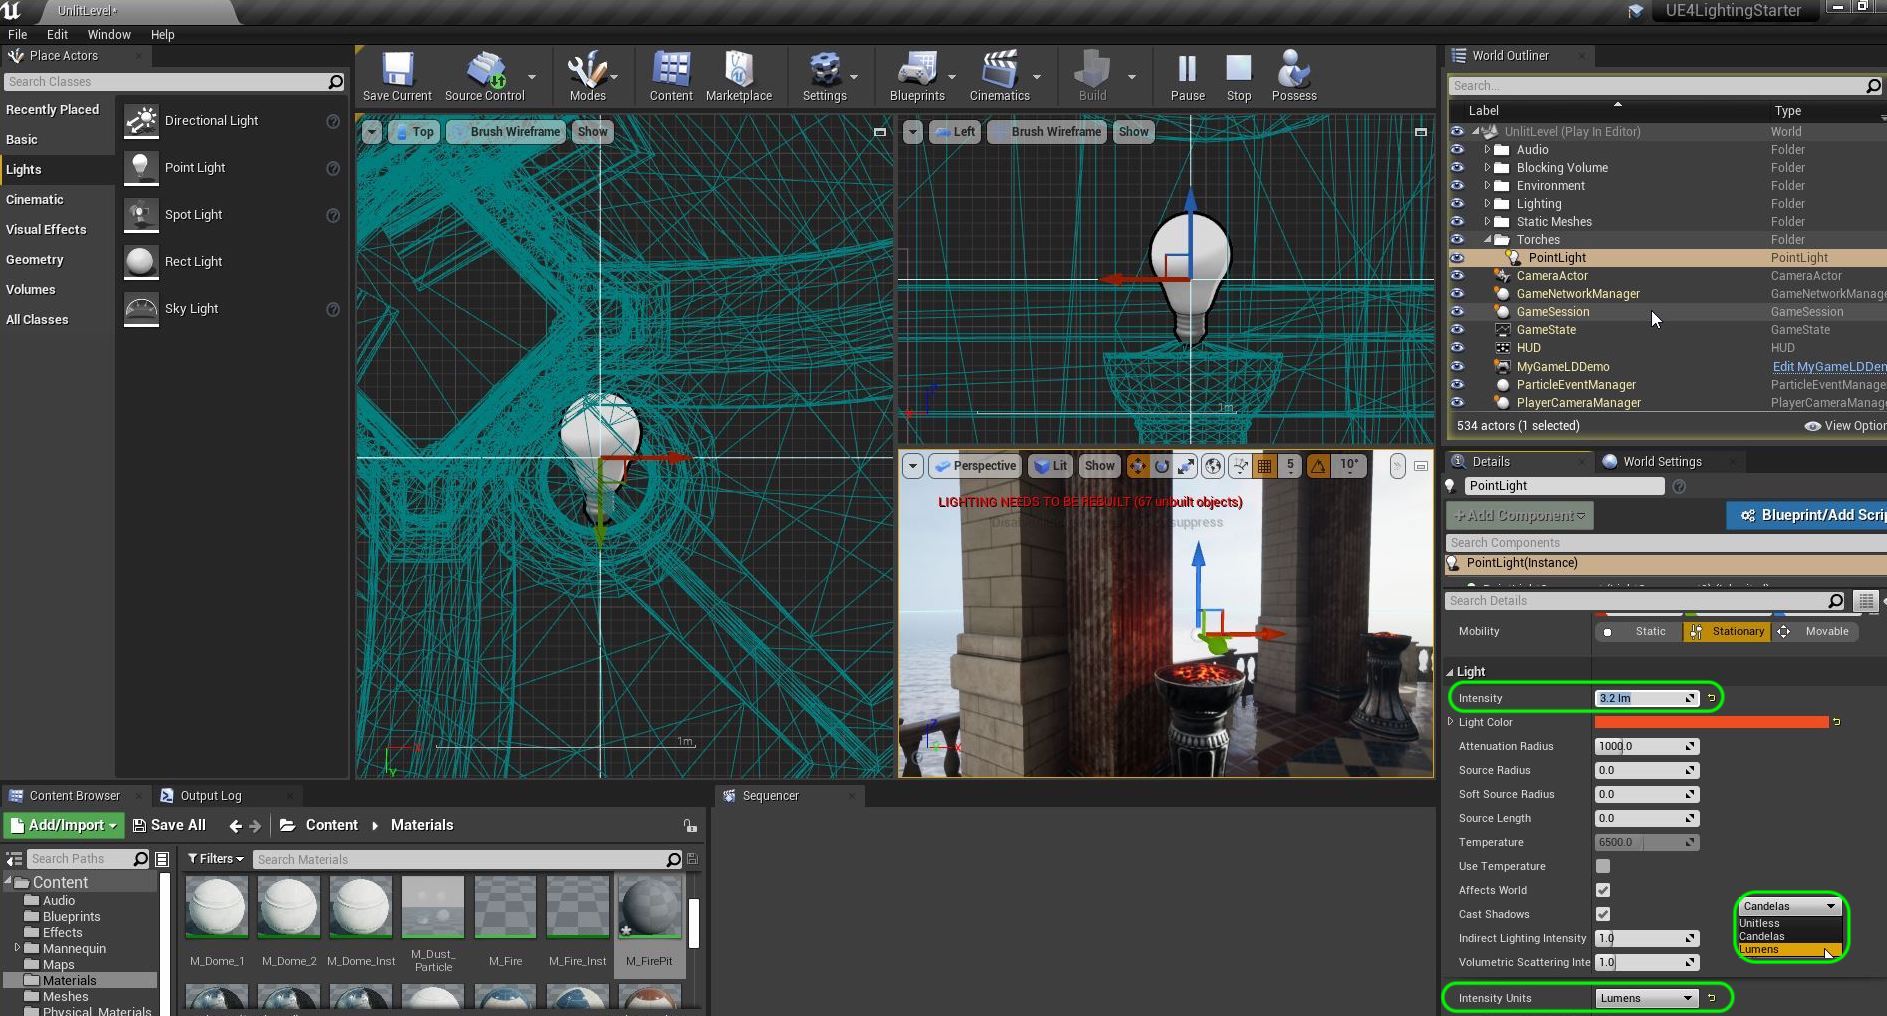 UnlitLevel*
UE4LightingStarter
File Edit Window Help
Place Actors
Search Classes
Recently Placed
Basic
Lights
Cinematic
Visual Effects
Geometry
Volumes
All Classes
Directional Light
Point Light
Spot Light
Rect Light
Sky Light
Save Current
Source Control
Modes
Content
Marketplace
Settings
Blueprints
Cinematics
Build
Pause
Stop
Possess
Top Brush Wireframe Show
1m
Left Brush Wireframe Show
1m
Perspective Lit Show 5 10°
LIGHTING NEEDS TO BE REBUILT (67 unbuilt objects)
suppress
World Outliner
Search...
Label Type
UnlitLevel (Play In Editor) World
Audio Folder
Blocking Volume Folder
Environment Folder
Lighting Folder
Static Meshes Folder
Torches Folder
PointLight PointLight
CameraActor CameraActor
GameNetworkManager GameNetworkManage
GameSession GameSession
GameState GameState
HUD HUD
MyGameLDDemo Edit MyGameLDDen
ParticleEventManager ParticleEventManage
PlayerCameraManager PlayerCameraManag
534 actors (1 selected) View Option
Details World Settings
PointLight
+Add Component Blueprint/Add Scrip
Search Components
PointLight(Instance)
Search Details
Mobility Static Stationary Movable
Light
Intensity 3.2 lm
Light Color
Attenuation Radius 1000.0
Source Radius 0.0
Soft Source Radius 0.0
Source Length 0.0
Temperature 6500.0
Use Temperature
Affects World
Cast Shadows
Indirect Lighting Intensity 1.0
Volumetric Scattering Inte 1.0
Candelas
Unitless
Candelas
Lumens
Intensity Units Lumens
Content Browser Output Log
Add/Import Save All Content Materials
Search Paths
Filters Search Materials
Content
Audio
Blueprints
Effects
Mannequin
Maps
Materials
Meshes
Physical_Materials
M_Dome_1
M_Dome_2
M_Dome_Inst
M_Dust_
Particle
M_Fire
M_Fire_Inst
M_FirePit
Sequencer